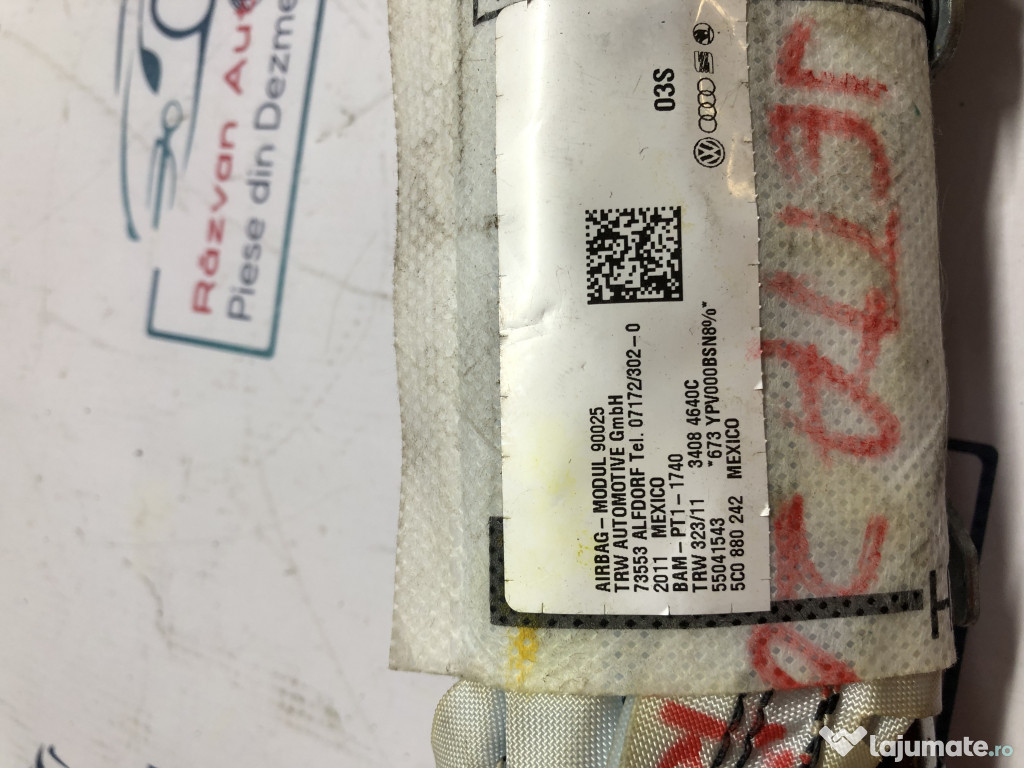 Răzvan Auto
Piese din Dezme
03S
AIRBAG-MODUL 90025
TRW AUTOMOTIVE GmbH
73553 ALFDORF Tel. 07172/302-0
2011 MEXICO
BAM-PT1-1740
TRW 323/11 3408 4640C
55041543 *673 YPV000BSN8%*
5C0 880 242 MEXICO
JETTA
lajumate.ro